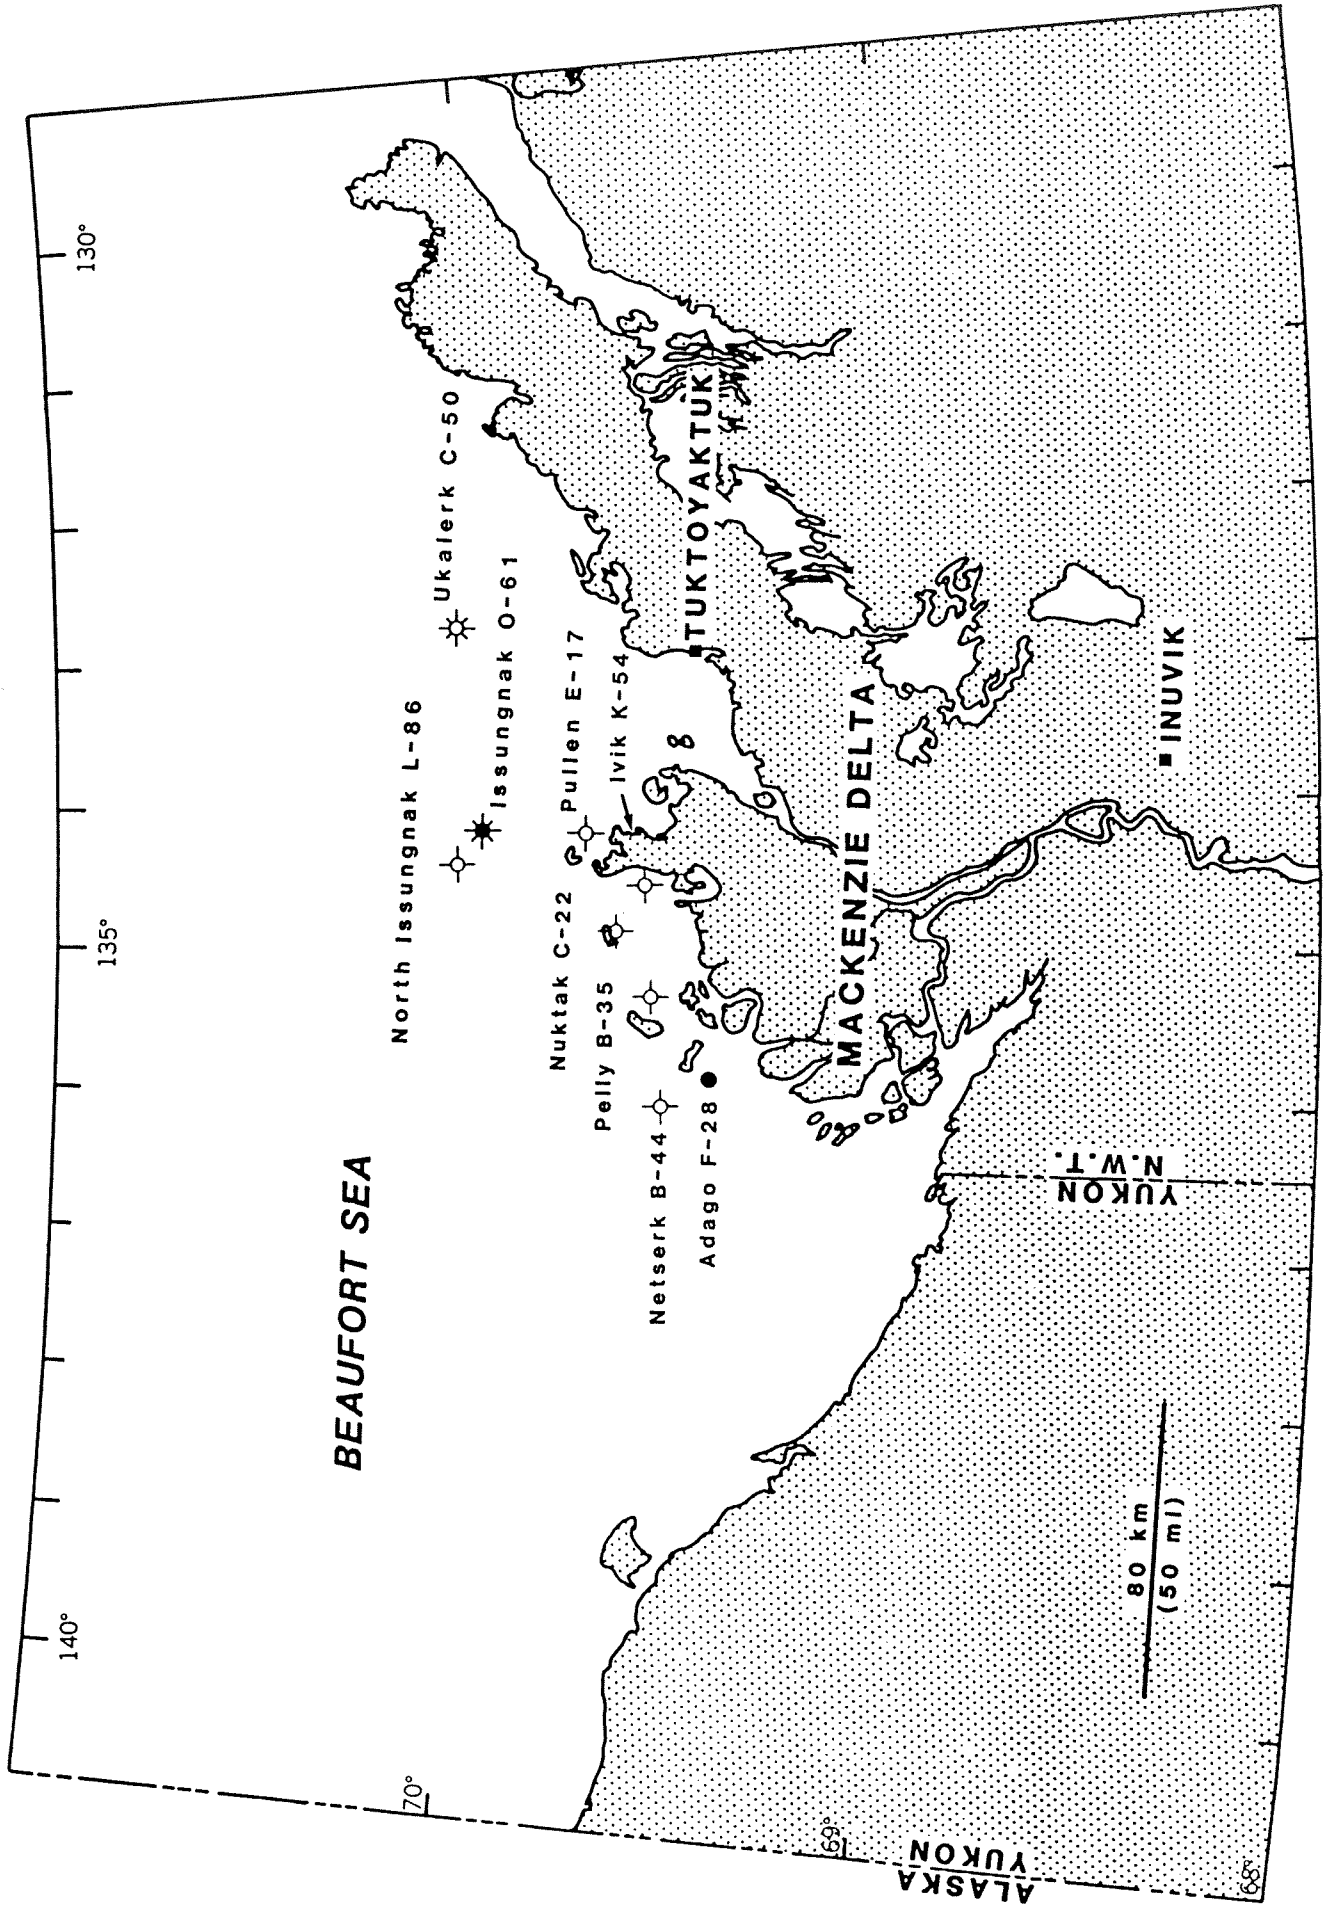 140°
135°
130°
70°
69°
68°
BEAUFORT SEA
North Issungnak L-86
Ukalerk C-50
Issungnak O-61
Nuktak C-22
Pullen E-17
Pelly B-35
Ivik K-54
Netserk B-44
Adago F-28
TUKTOYAKTUK
MACKENZIE DELTA
INUVIK
YUKON
N.W.T.
ALASKA
YUKON
80 km
(50 mi)